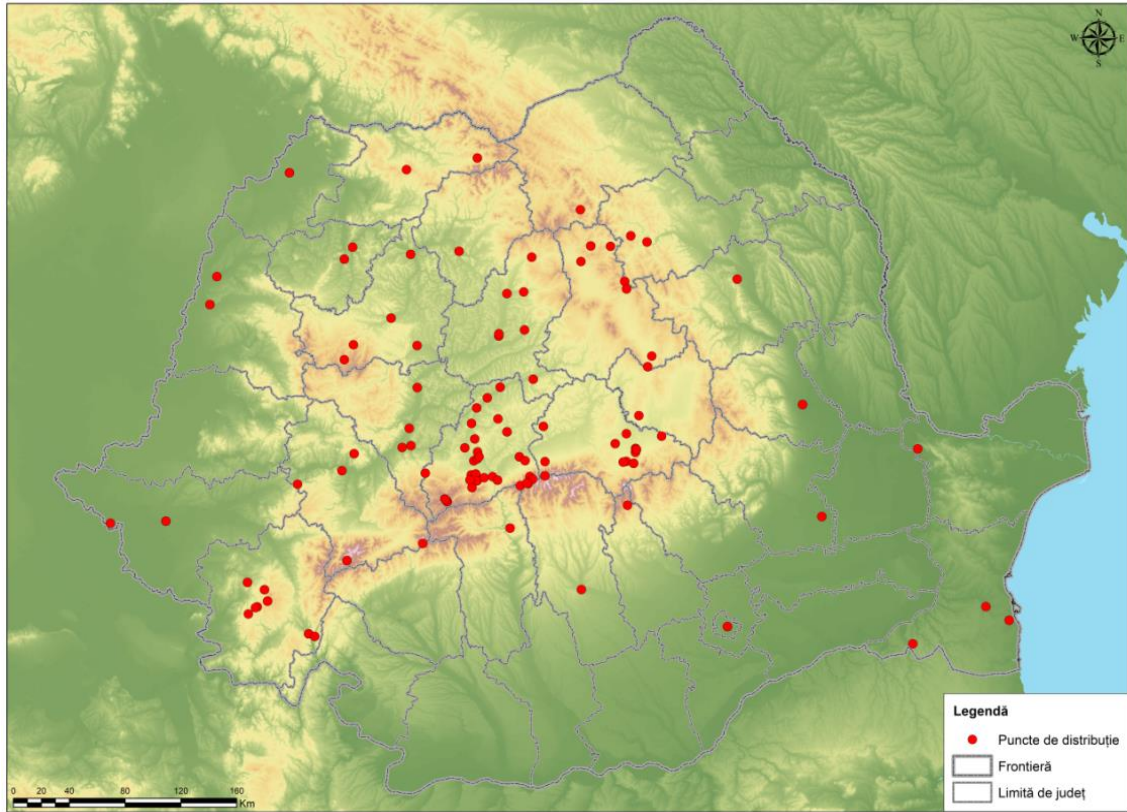 N
W E
S
Legendă
Puncte de distribuție
Frontieră
Limită de județ
0 20 40 80 120 160
Km